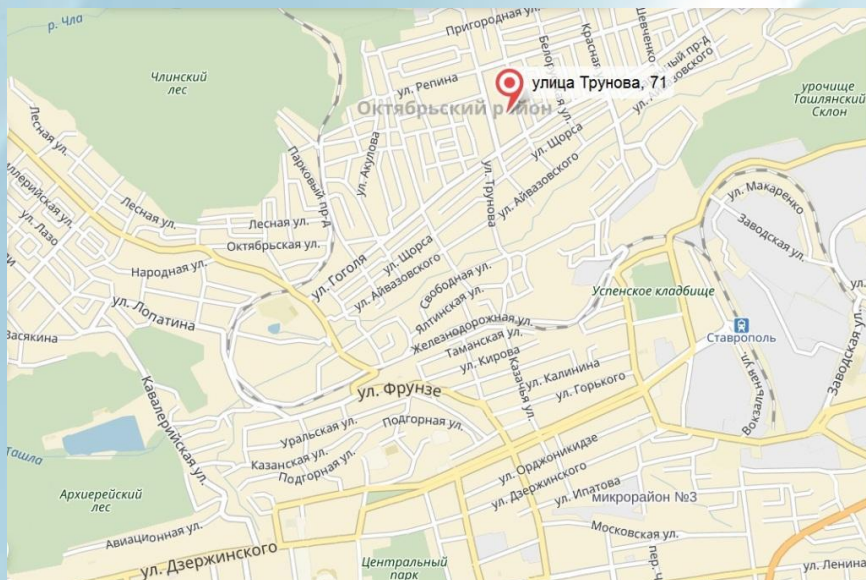 р. Чла
Пригородная ул.
Члинский
лес
ул. Репина
улица Трунова, 71
Октябрьский район
урочище
Ташлянский
Склон
Лесная ул.
ул. Лазо
Парковый пр-д
ул. Акулова
ул. Щорса
ул. Айвазовского
ул. Трунова
ул. Макаренко
Заводская ул.
Лесная ул.
Лесная ул.
Октябрьская ул.
Народная ул.
ул. Гоголя
ул. Щорса
ул. Айвазовского
Свободная ул.
Ялтинская ул.
Железнодорожная ул.
Таманская ул.
ул. Кирова
Успенское кладбище
Ставрополь
Вокзальная ул.
Заводская ул.
ул. Лопатина
Васякина
ул. Фрунзе
Казачья ул.
ул. Калинина
ул. Горького
Кавалерийская ул.
Уральская ул.
Подгорная ул.
Казанская ул.
Подгорная ул.
Ташла
Архиерейский
лес
ул. Орджоникидзе
ул. Дзержинского
ул. Ипатова
микрорайон №3
Авиационная ул.
Московская ул.
ул. Дзержинского
Центральный
парк
пер.
ул. Ленина